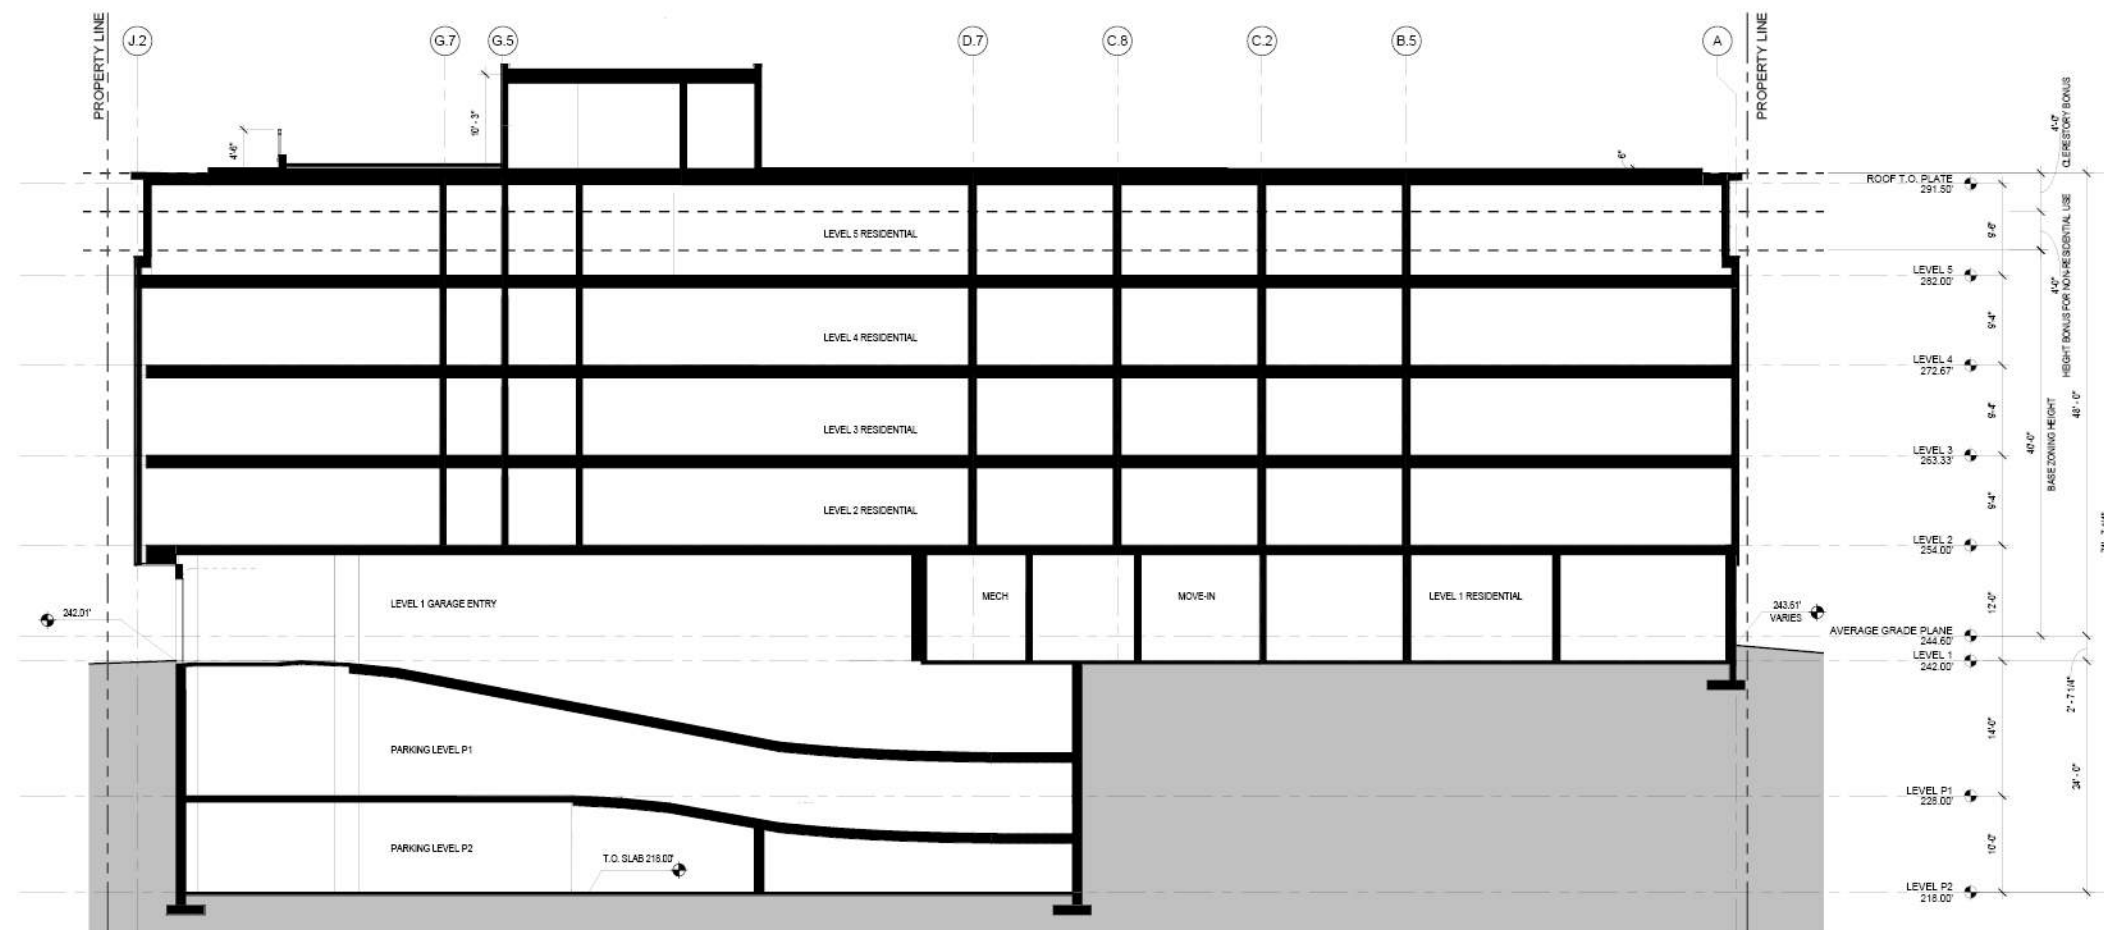 PROPERTY LINE
J.2
G.7
G.5
D.7
C.8
C.2
B.5
A
PROPERTY LINE
4'-6"
10' - 3"
6"
4'-0"
CLERESTORY BONUS
ROOF T.O. PLATE
291.50'
LEVEL 5 RESIDENTIAL
9'-6"
4'-0"
HEIGHT BONUS FOR NON-RESIDENTIAL USE
LEVEL 5
282.00'
LEVEL 4 RESIDENTIAL
9'-4"
LEVEL 4
272.67'
48' - 0"
LEVEL 3 RESIDENTIAL
9'-4"
40'-0"
BASE ZONING HEIGHT
LEVEL 3
263.33'
LEVEL 2 RESIDENTIAL
9'-4"
LEVEL 2
254.00'
LEVEL 1 GARAGE ENTRY
MECH
MOVE-IN
LEVEL 1 RESIDENTIAL
12'-0"
242.01'
243.51'
VARIES
AVERAGE GRADE PLANE
244.60'
LEVEL 1
242.00'
2' - 7 1/4"
PARKING LEVEL P1
14'-0"
24' - 0"
LEVEL P1
228.00'
PARKING LEVEL P2
T.O. SLAB 218.00'
10'-0"
LEVEL P2
218.00'